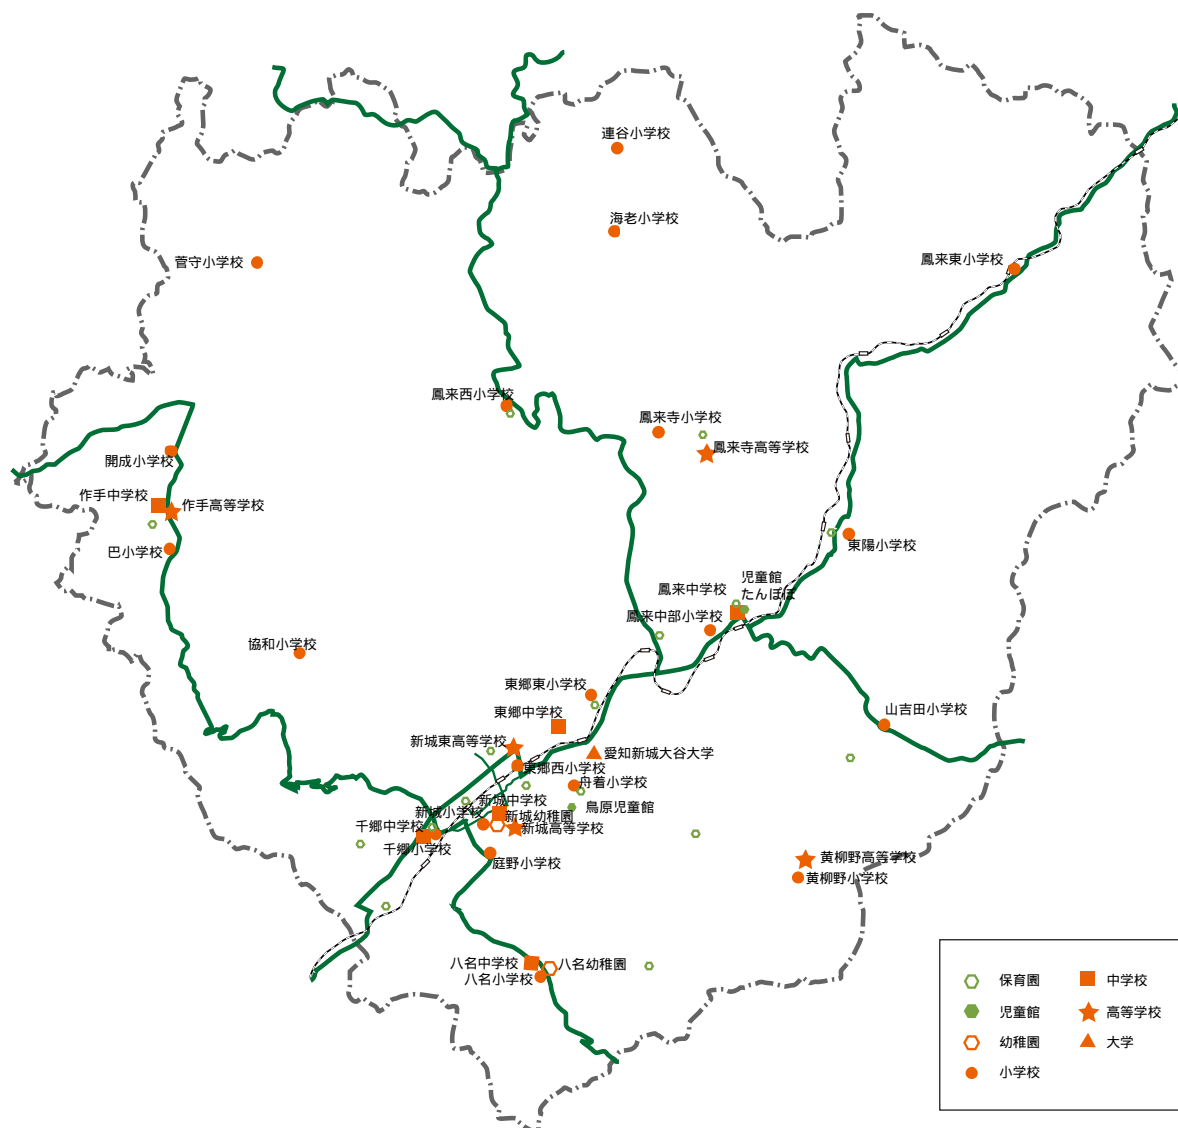 連谷小学校
海老小学校
鳳来東小学校
菅守小学校
鳳来西小学校
鳳来寺小学校
鳳来寺高等学校
開成小学校
作手中学校
作手高等学校
巴小学校
東陽小学校
児童館
たんぽぽ
鳳来中学校
鳳来中部小学校
協和小学校
東郷東小学校
東郷中学校
山吉田小学校
新城東高等学校
愛知新城大谷大学
東郷西小学校
舟着小学校
新城中学校
鳥原児童館
新城小学校
新城幼稚園
千郷中学校
新城高等学校
千郷小学校
庭野小学校
黄柳野高等学校
黄柳野小学校
八名中学校
八名幼稚園
八名小学校
保育園
中学校
児童館
高等学校
幼稚園
大学
小学校